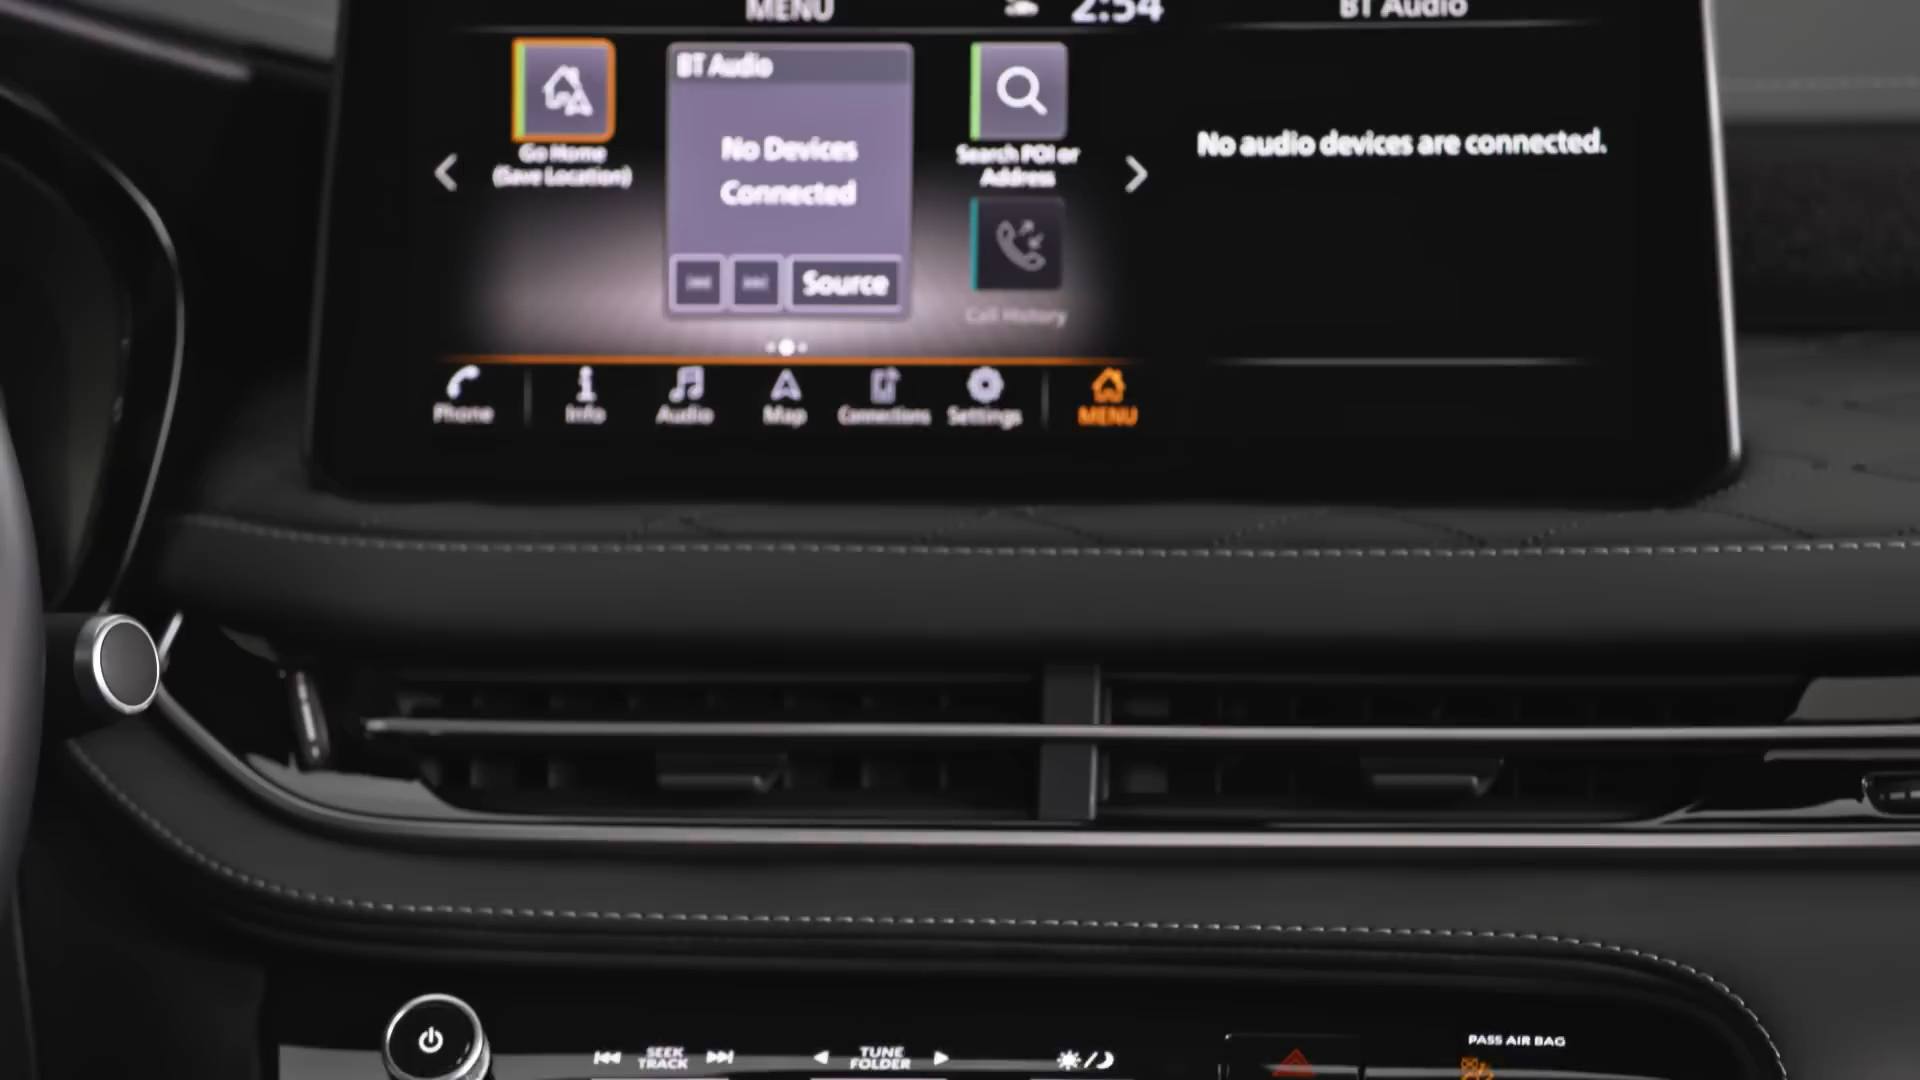 MENU
2:54
BT Audio
BT Audio
No Devices
Connected
Source
Go Home
(Save Location)
Search POI or
Address
Call History
No audio devices are connected.
Phone
Info
Audio
Map
Connections
Settings
MENU
SEEK
TRACK
TUNE
FOLDER
PASS AIR BAG